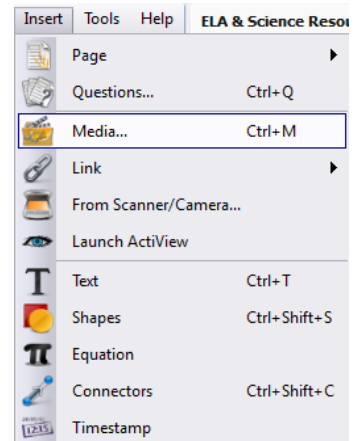 Insert Tools Help ELA & Science Resou
Page
Questions... Ctrl+Q
Media... Ctrl+M
Link
From Scanner/Camera...
Launch ActiView
Text Ctrl+T
Shapes Ctrl+Shift+S
Equation
Connectors Ctrl+Shift+C
Timestamp